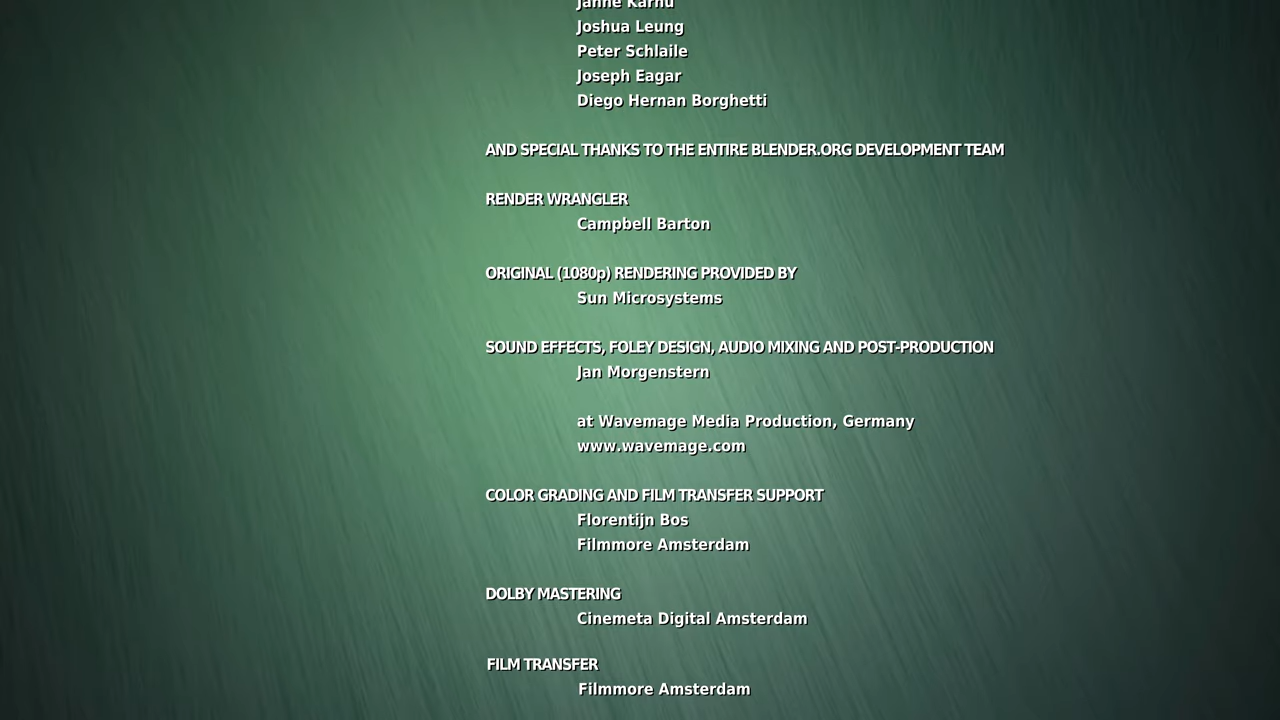 Janne Karhu
Joshua Leung
Peter Schlaile
Joseph Eagar
Diego Hernan Borghetti
AND SPECIAL THANKS TO THE ENTIRE BLENDER.ORG DEVELOPMENT TEAM
RENDER WRANGLER
Campbell Barton
ORIGINAL (1080p) RENDERING PROVIDED BY
Sun Microsystems
SOUND EFFECTS, FOLEY DESIGN, AUDIO MIXING AND POST-PRODUCTION
Jan Morgenstern
at Wavemage Media Production, Germany
www.wavemage.com
COLOR GRADING AND FILM TRANSFER SUPPORT
Florentijn Bos
Filmmore Amsterdam
DOLBY MASTERING
Cinemeta Digital Amsterdam
FILM TRANSFER
Filmmore Amsterdam